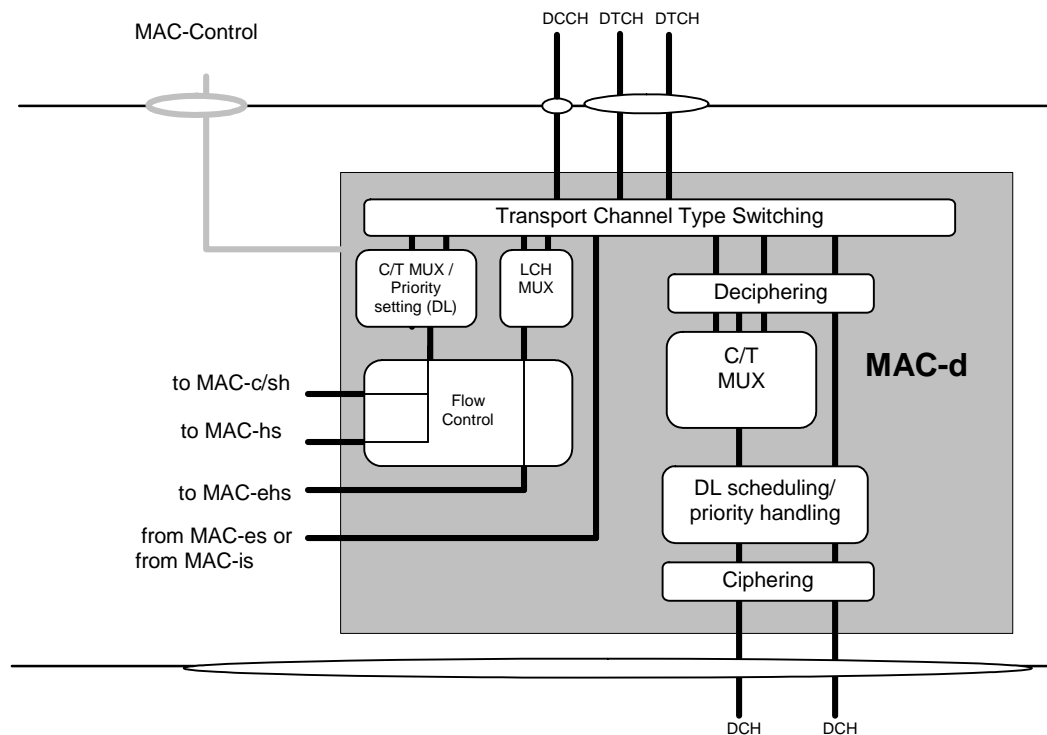 DCCH DTCH DTCH
MAC-Control
Transport Channel Type Switching
C/T MUX /
Priority
setting (DL)
LCH
MUX
Deciphering
C/T
MUX
MAC-d
to MAC-c/sh
Flow
Control
to MAC-hs
to MAC-ehs
DL scheduling/
priority handling
from MAC-es or
from MAC-is
Ciphering
DCH DCH